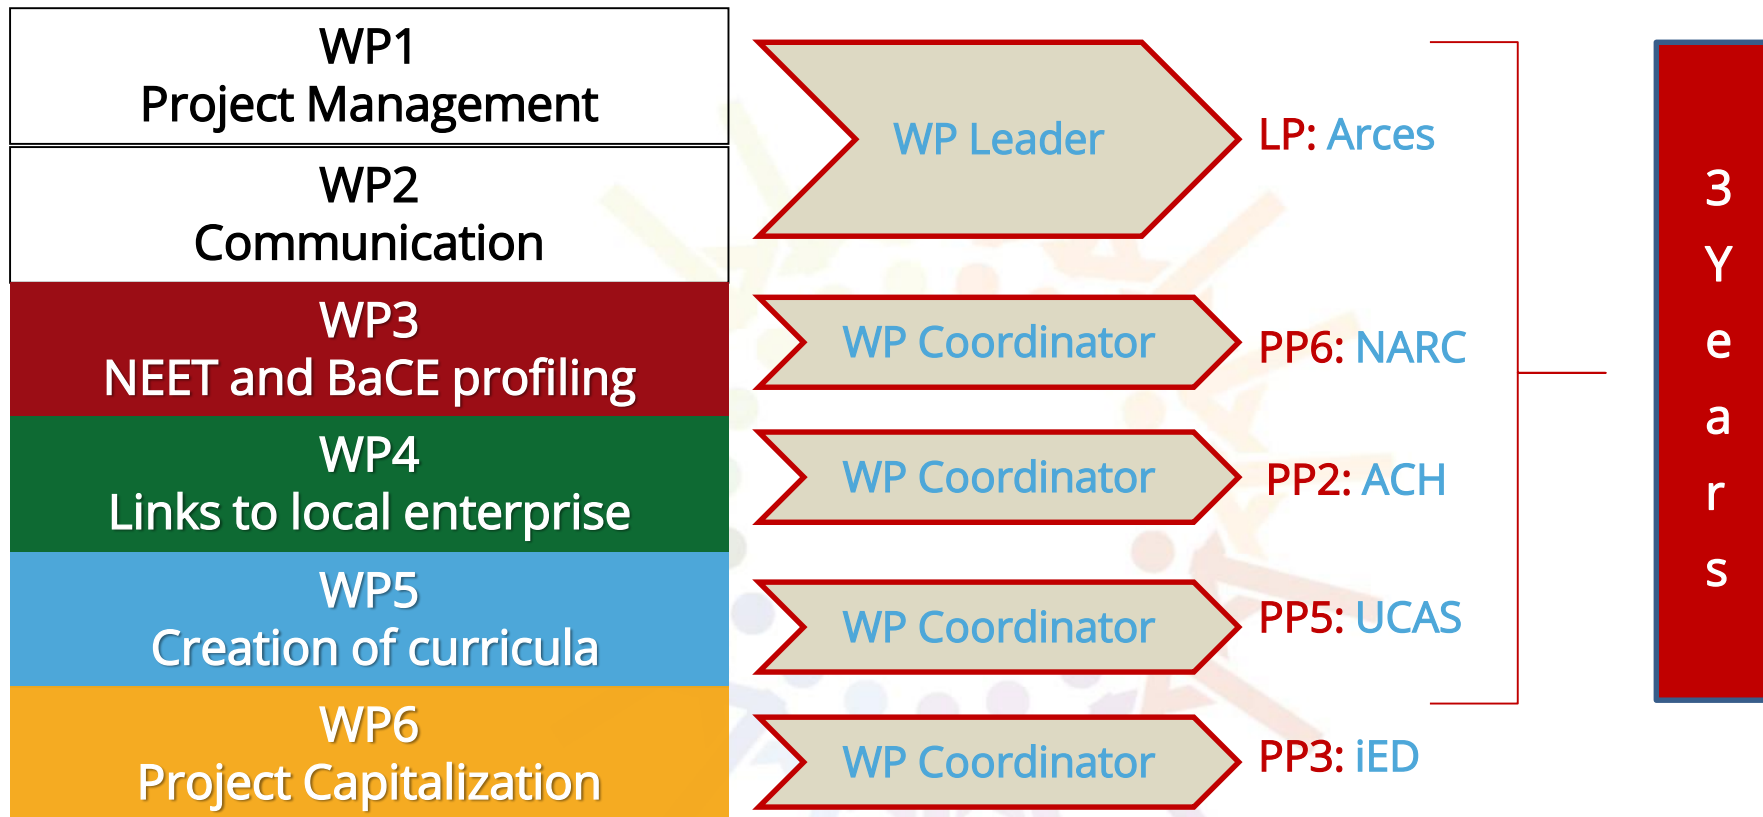 WP1
Project Management
WP2
Communication
WP3
NEET and BaCE profiling
WP4
Links to local enterprise
WP5
Creation of curricula
WP6
Project Capitalization
WP Leader
LP: Arces
WP Coordinator
PP6: NARC
WP Coordinator
PP2: ACH
WP Coordinator
PP5: UCAS
WP Coordinator
PP3: iED
3
Y
e
a
r
s